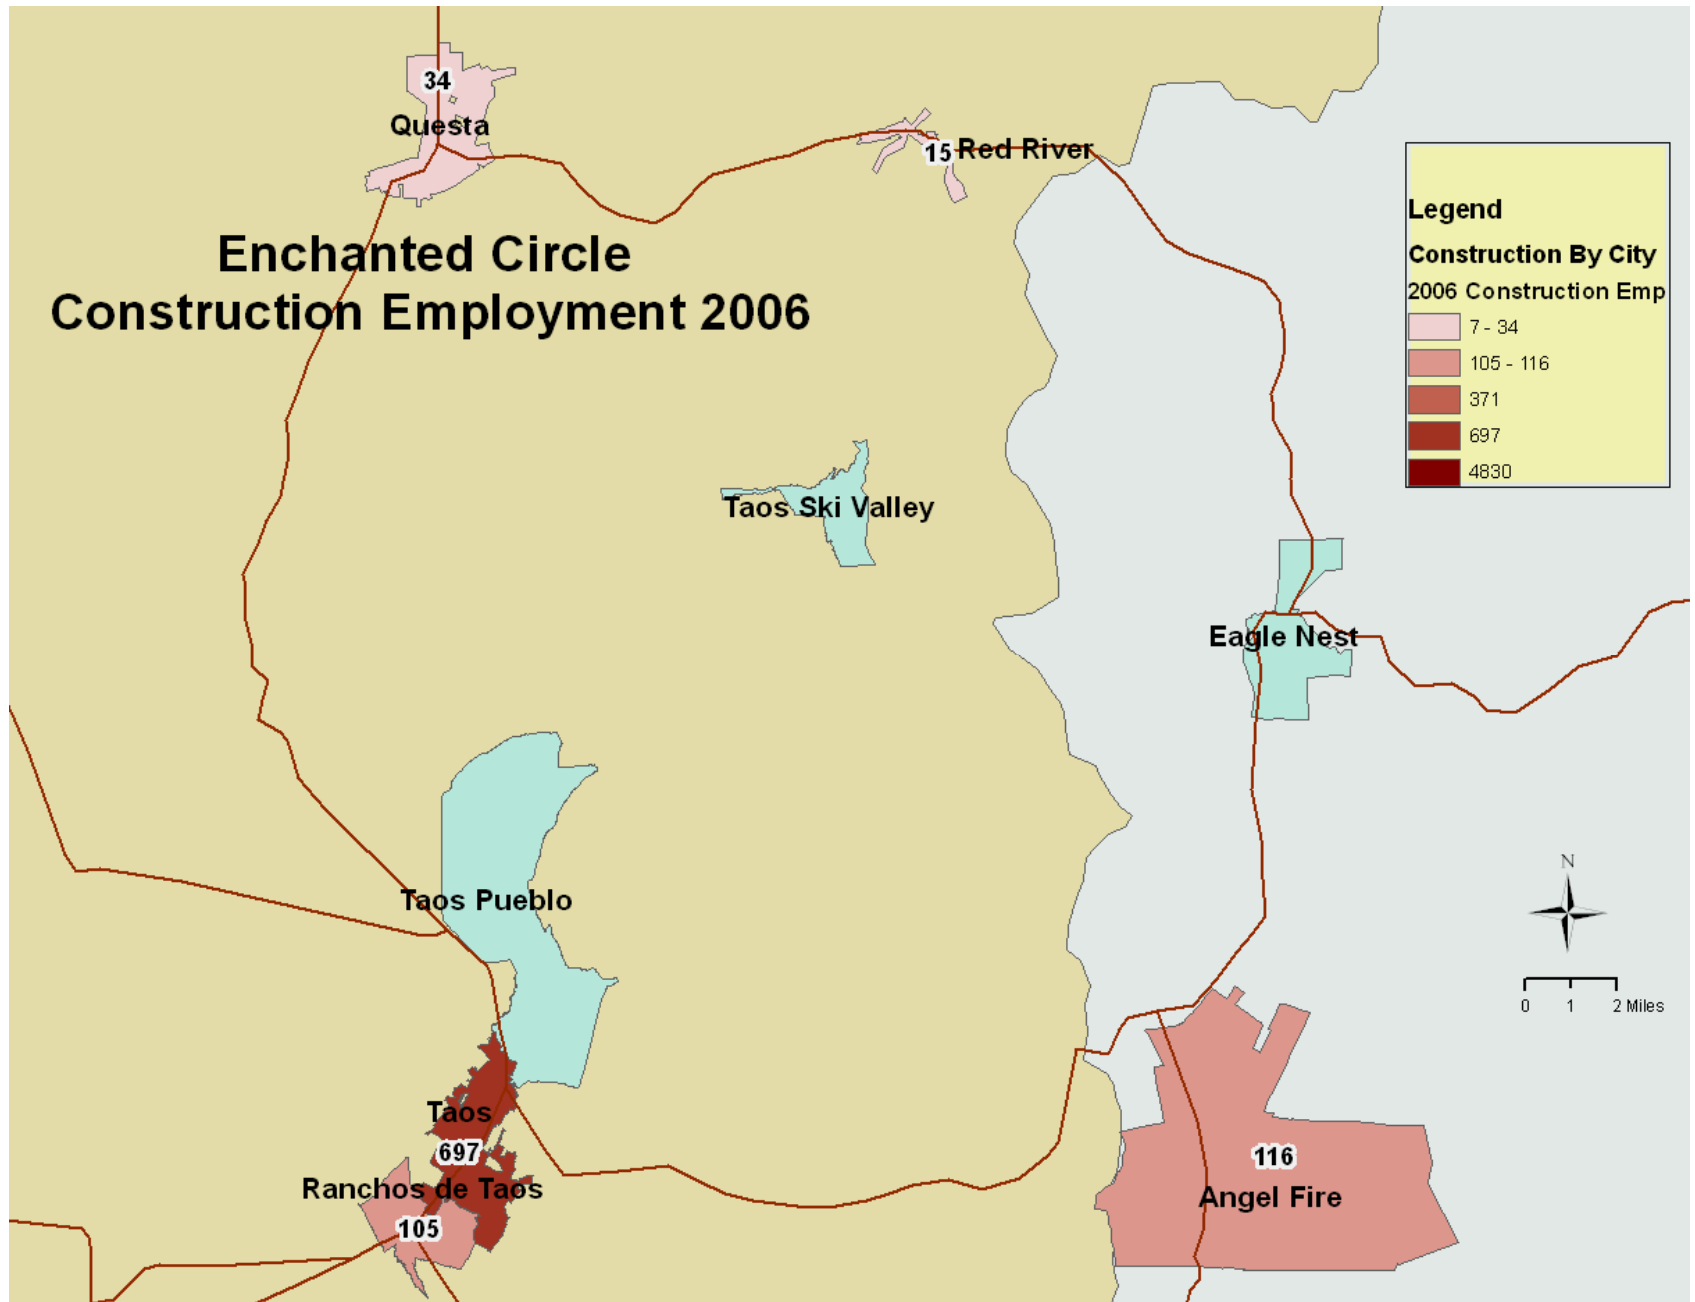 34
Questa
15 Red River
Enchanted Circle
Construction Employment 2006
Legend
Construction By City
2006 Construction Emp
7 - 34
105 - 116
371
697
4830
Taos Ski Valley
Eagle Nest
Taos Pueblo
N
0 1 2 Miles
Taos
697
Ranchos de Taos
105
116
Angel Fire